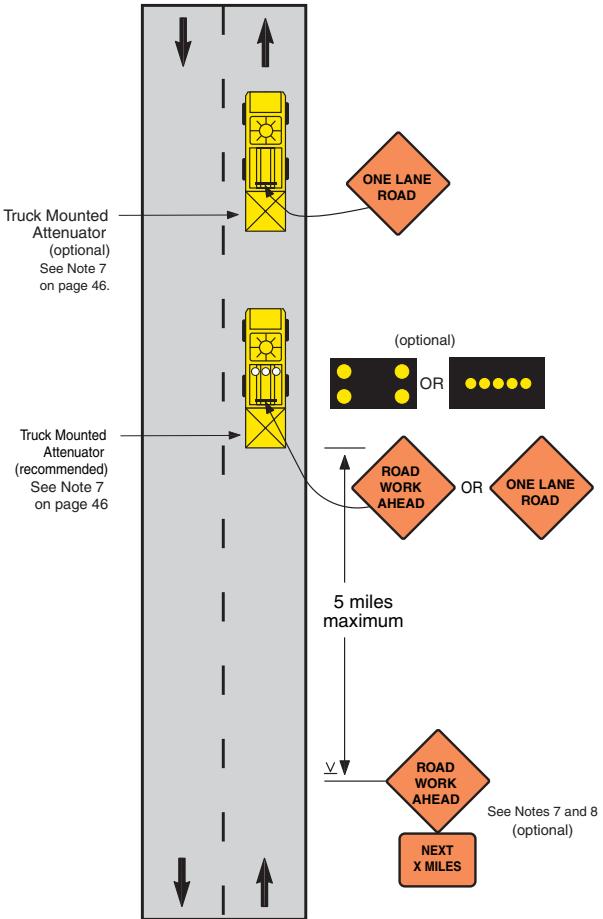 ONE LANE
ROAD
Truck Mounted
Attenuator
(optional)
See Note 7
on page 46.
(optional)
OR
Truck Mounted
Attenuator
(recommended)
See Note 7
on page 46
ROAD
WORK
AHEAD
OR
ONE LANE
ROAD
5 miles
maximum
ROAD
WORK
AHEAD
See Notes 7 and 8
(optional)
NEXT
X MILES